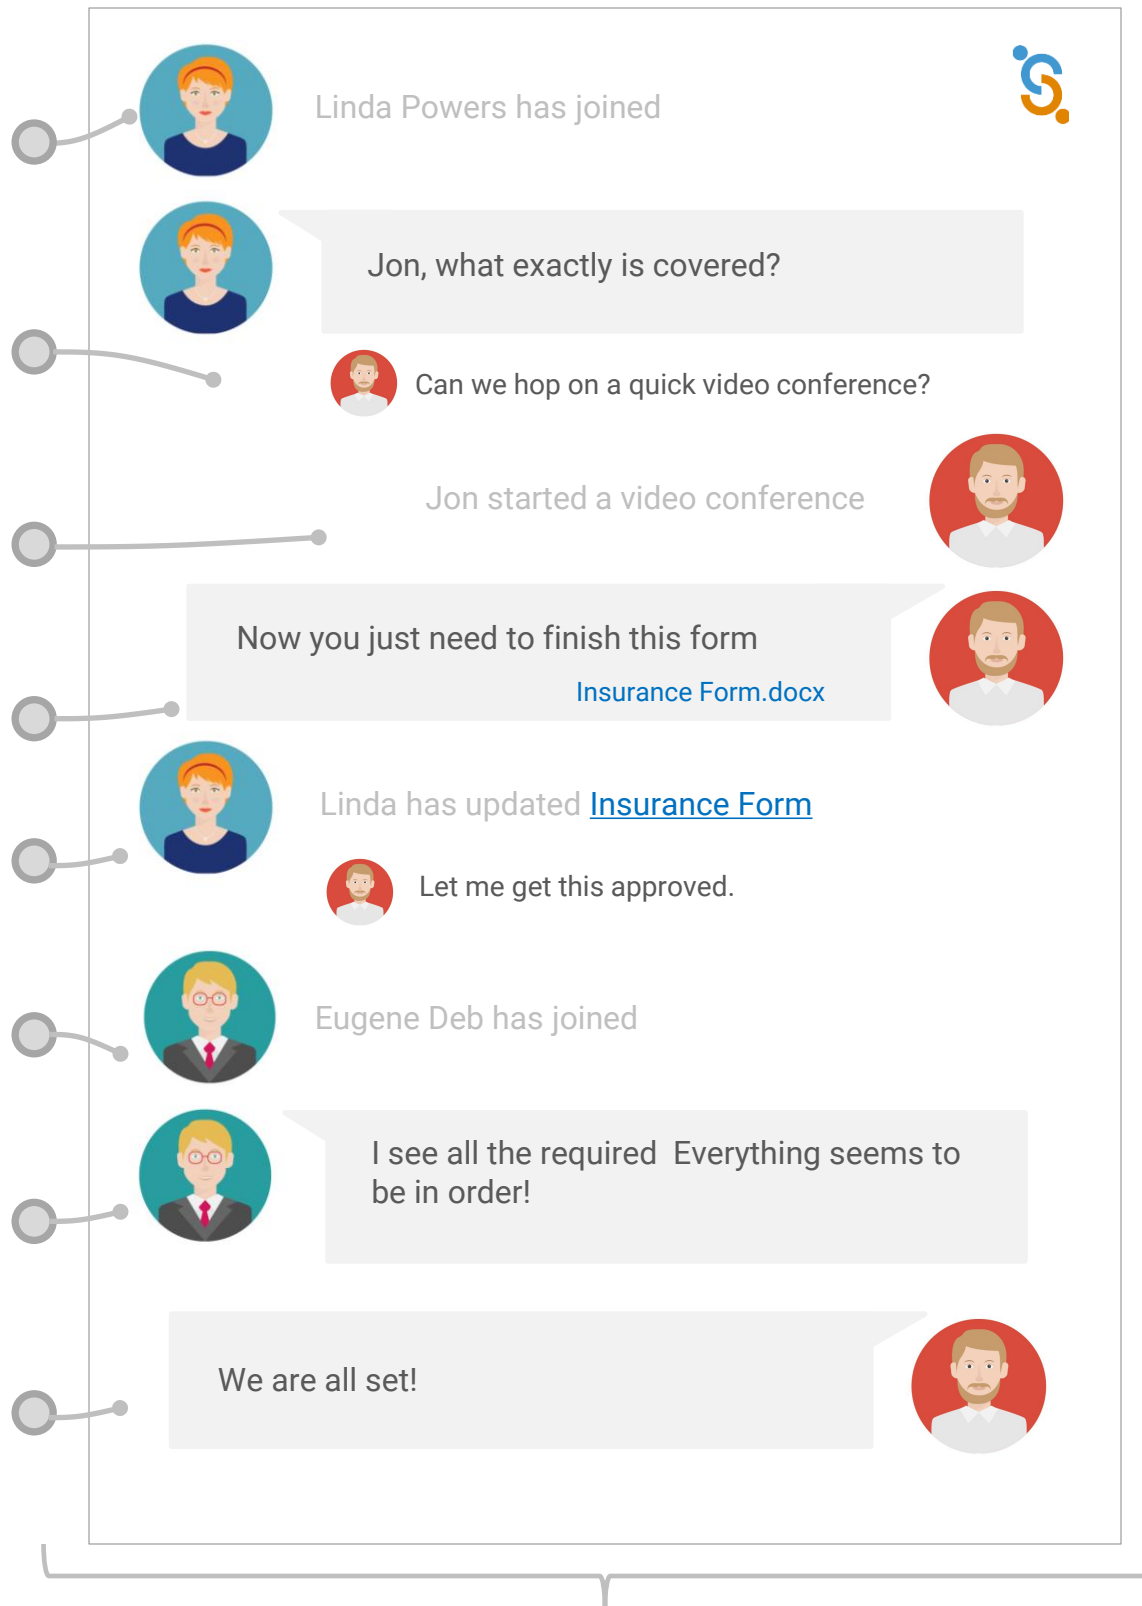 Linda Powers has joined
Jon, what exactly is covered?
Can we hop on a quick video conference?
Jon started a video conference
Now you just need to finish this form
Insurance Form.docx
Linda has updated Insurance Form
Let me get this approved.
Eugene Deb has joined
I see all the required  Everything seems to
be in order!
We are all set!